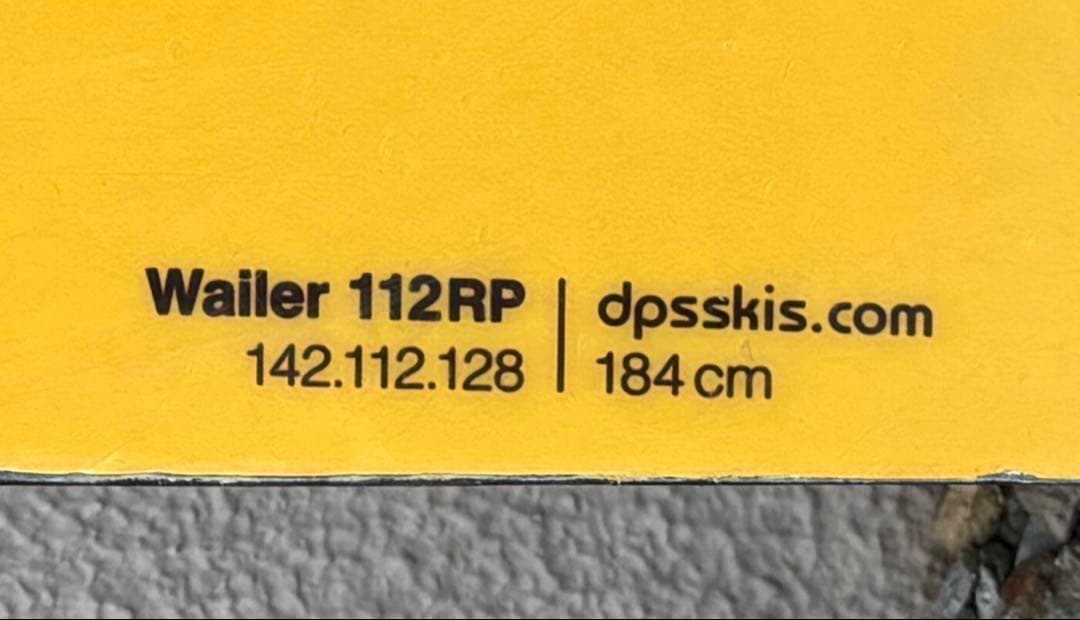 Wailer 112RP
142.112.128
dpsskis.com
184 cm